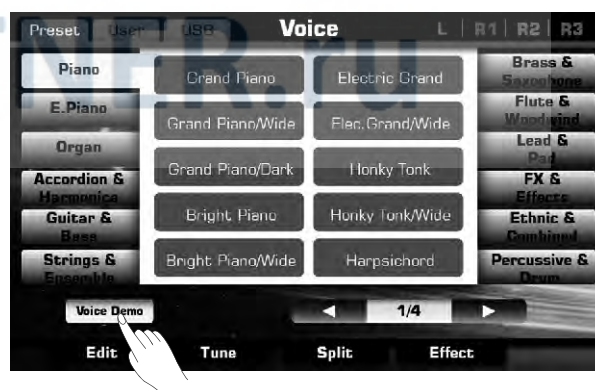 Preset User USB Voice L R1 R2 R3
Piano
E.Piano
Organ
Accordion &
Harmonica
Guitar &
Bass
Strings &
Ensemble
Grand Piano Electric Grand
Grand Piano/Wide Elec.Grand/Wide
Grand Piano/Dark Honky Tonk
Bright Piano Honky Tonk/Wide
Bright Piano/Wide Harpsichord
Brass &
Saxophone
Flute &
Woodwind
Lead &
Pad
FX &
Effects
Ethnic &
Combined
Percussive &
Drum
Voice Demo 1/4
Edit Tune Split Effect
NER.ru